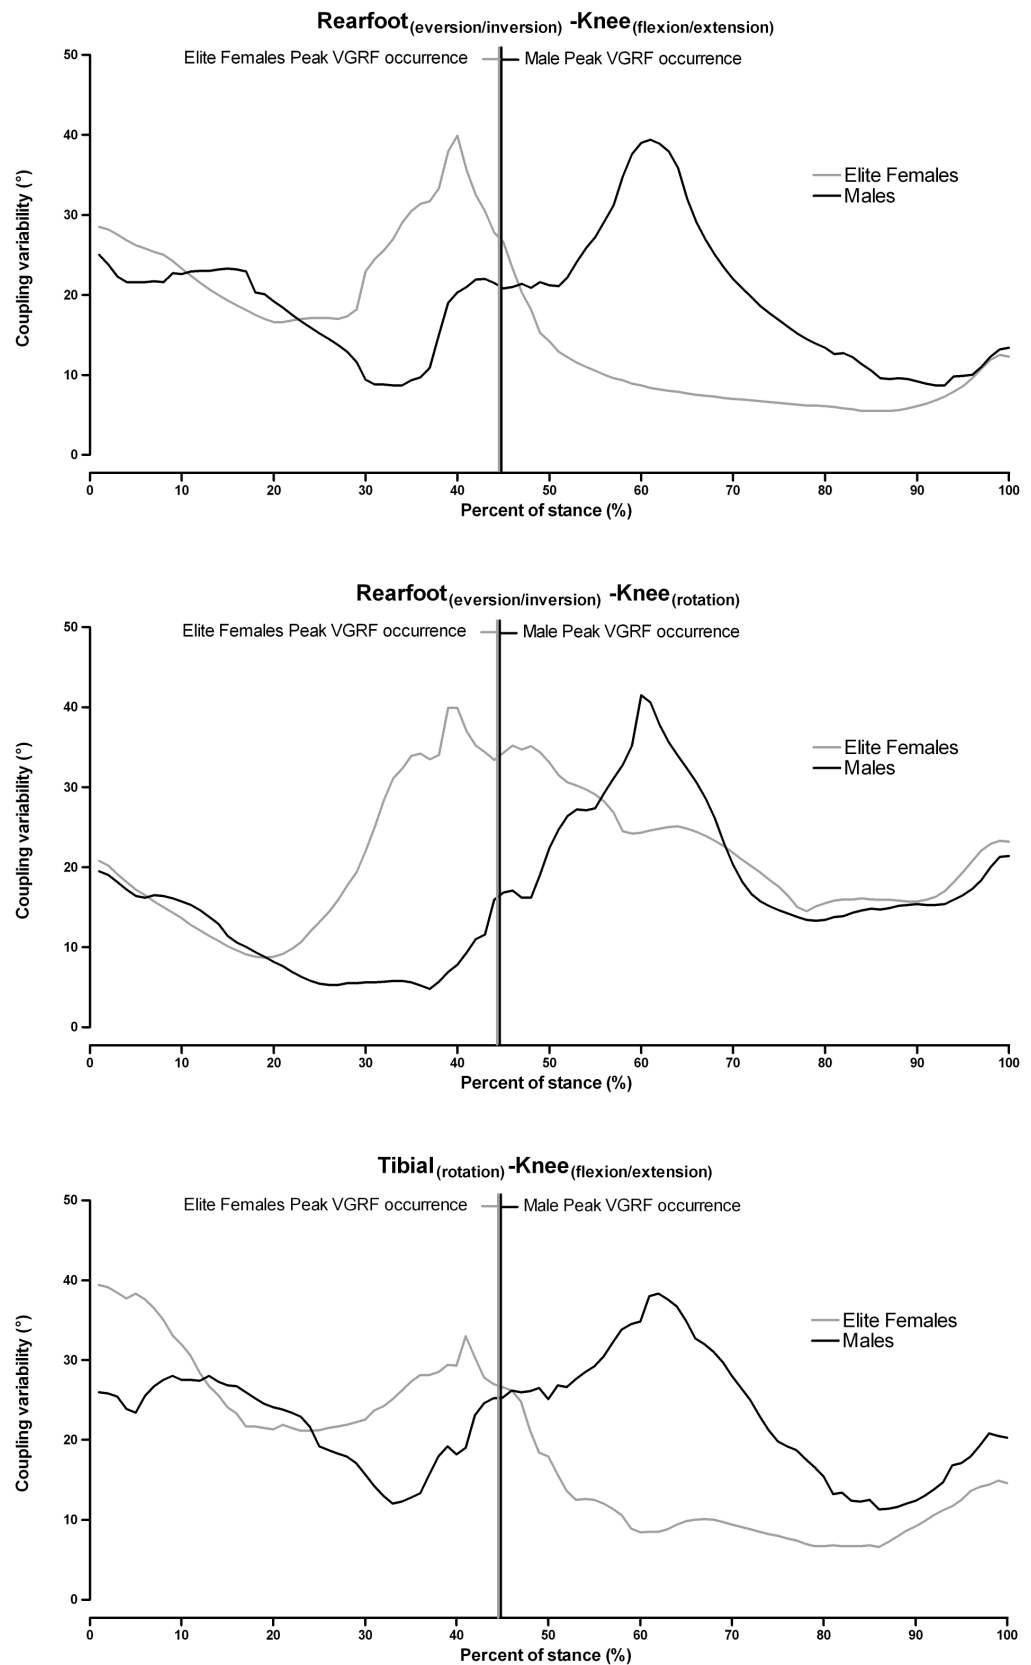 Rearfoot(eversion/inversion) -Knee(flexion/extension)
Elite Females Peak VGRF occurrence Male Peak VGRF occurrence
50
40
30
20
10
0
Coupling variability (°)
Elite Females
Males
0 10 20 30 40 50 60 70 80 90 100
Percent of stance (%)
Rearfoot(eversion/inversion) -Knee(rotation)
Elite Females Peak VGRF occurrence Male Peak VGRF occurrence
50
40
30
20
10
0
Coupling variability (°)
Elite Females
Males
0 10 20 30 40 50 60 70 80 90 100
Percent of stance (%)
Tibial(rotation) -Knee(flexion/extension)
Elite Females Peak VGRF occurrence Male Peak VGRF occurrence
50
40
30
20
10
0
Coupling variability (°)
Elite Females
Males
0 10 20 30 40 50 60 70 80 90 100
Percent of stance (%)